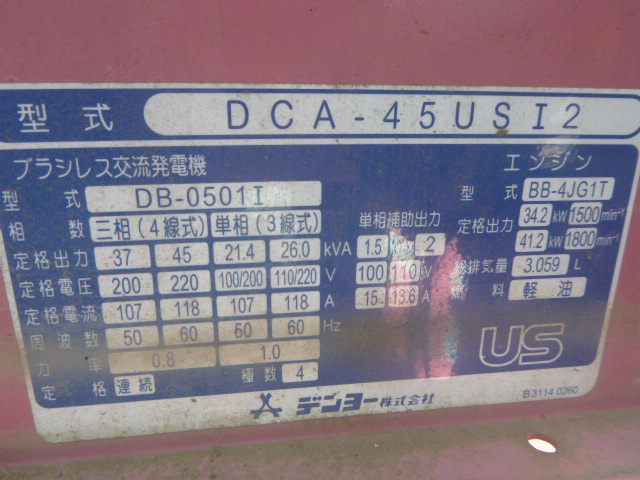 型式 DCA-45USI2
ブラシレス交流発電機 エンジン
型式 DB-0501I 型式 BB-4JG1T
相数 三相(4線式) 単相(3線式) 単相補助出力 定格出力 34.2 kW 1500 min⁻¹
定格出力 37 45 21.4 26.0 kVA 1.5 kVA 2 41.2 kW 1800 min⁻¹
定格電圧 200 220 100/200 110/220 V 100 110 V 総排気量 3.059 L
定格電流 107 118 107 118 A 15 13.6 A 燃料 軽油
周波数 50 60 50 60 Hz
力率 0.8 1.0
定格 連続 極数 4
US
デンヨー株式会社
B3114 0260